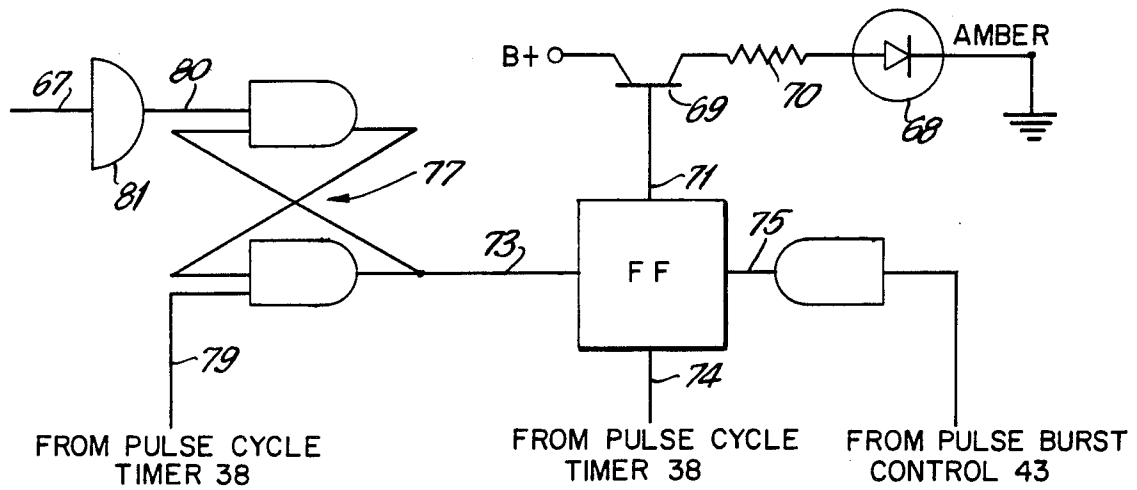 B+
AMBER
67
80
81
77
69
70
68
71
73
F F
75
79
74
FROM PULSE CYCLE
TIMER 38
FROM PULSE CYCLE
TIMER 38
FROM PULSE BURST
CONTROL 43